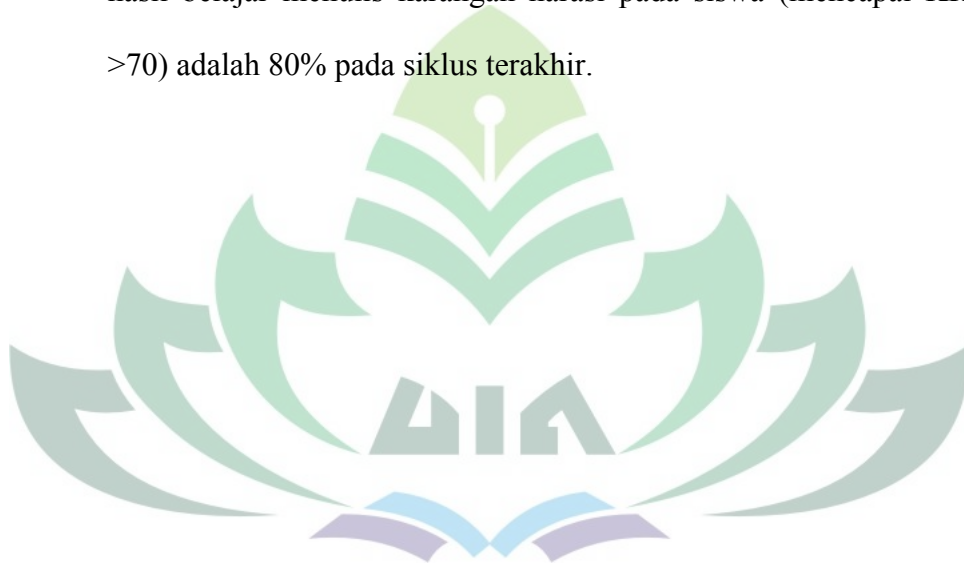 hasil belajar menulis karangan narasi pada siswa (mencapai
>70) adalah 80% pada siklus terakhir.